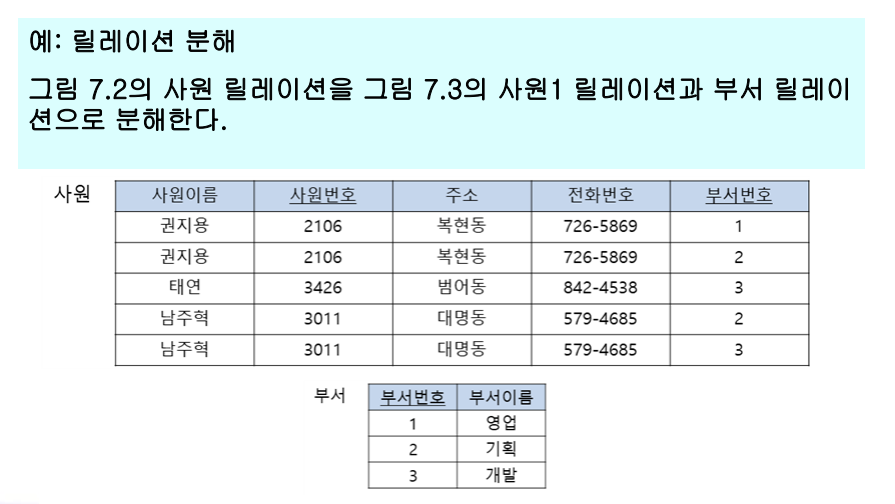 예: 릴레이션 분해
그림 7.2의 사원 릴레이션을 그림 7.3의 사원1 릴레이션과 부서 릴레이
션으로 분해한다.
사원
사원이름 사원번호 주소 전화번호 부서번호
권지용 2106 복현동 726-5869 1
권지용 2106 복현동 726-5869 2
태연 3426 범어동 842-4538 3
남주혁 3011 대명동 579-4685 2
남주혁 3011 대명동 579-4685 3
부서
부서번호 부서이름
1 영업
2 기획
3 개발